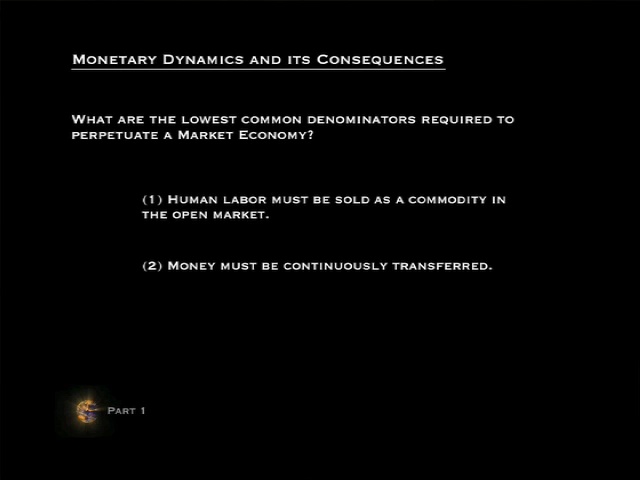 Monetary Dynamics and its Consequences
What are the lowest common denominators required to
perpetuate a Market Economy?
(1) Human labor must be sold as a commodity in
the open market.
(2) Money must be continuously transferred.
Part 1